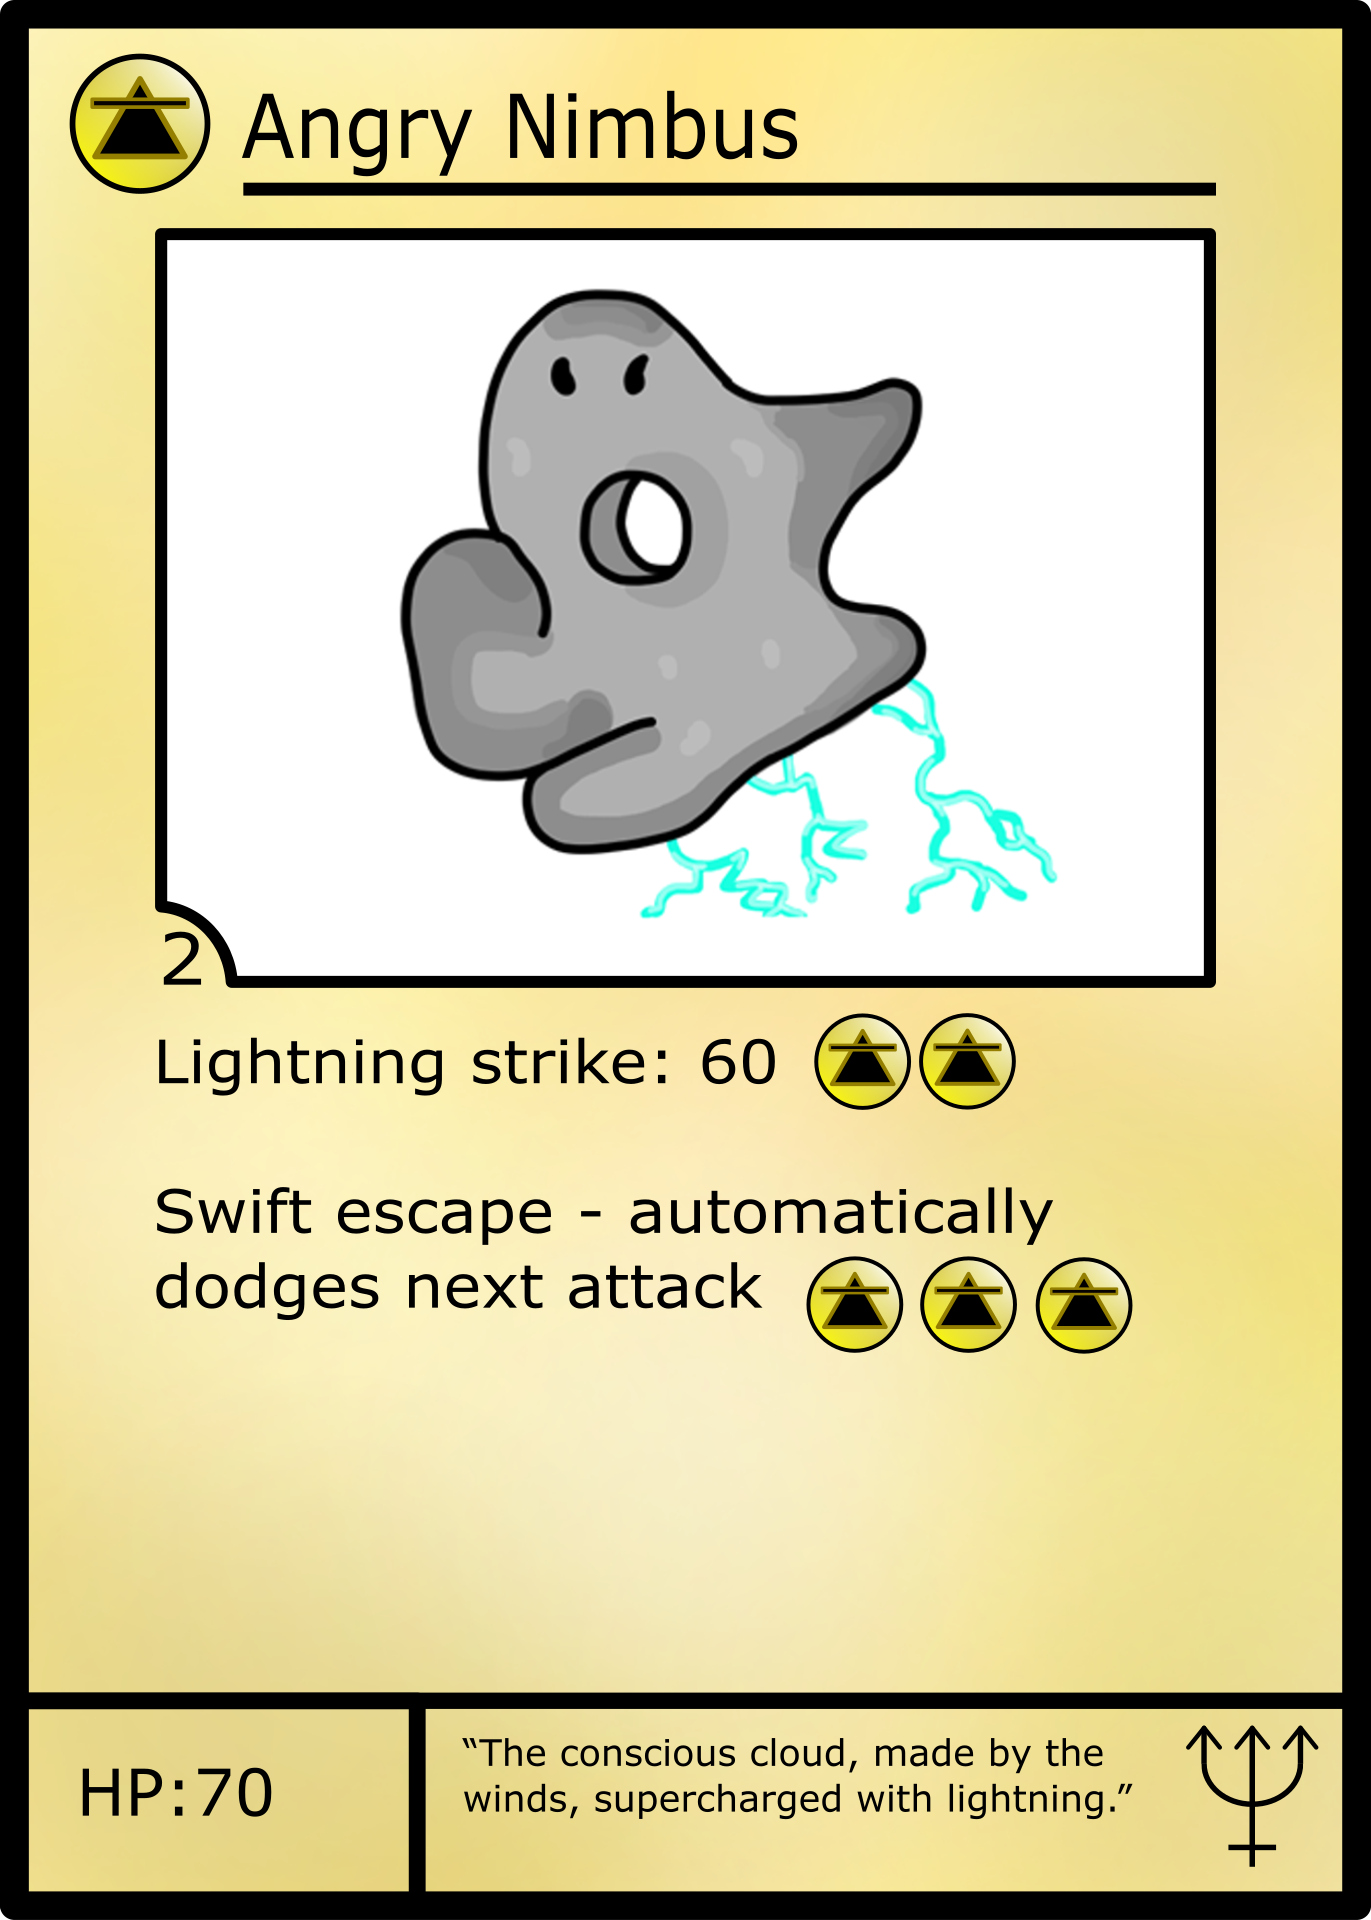 Angry Nimbus
2
Lightning strike: 60
Swift escape - automatically
dodges next attack
HP:70
“The conscious cloud, made by the
winds, supercharged with lightning.”